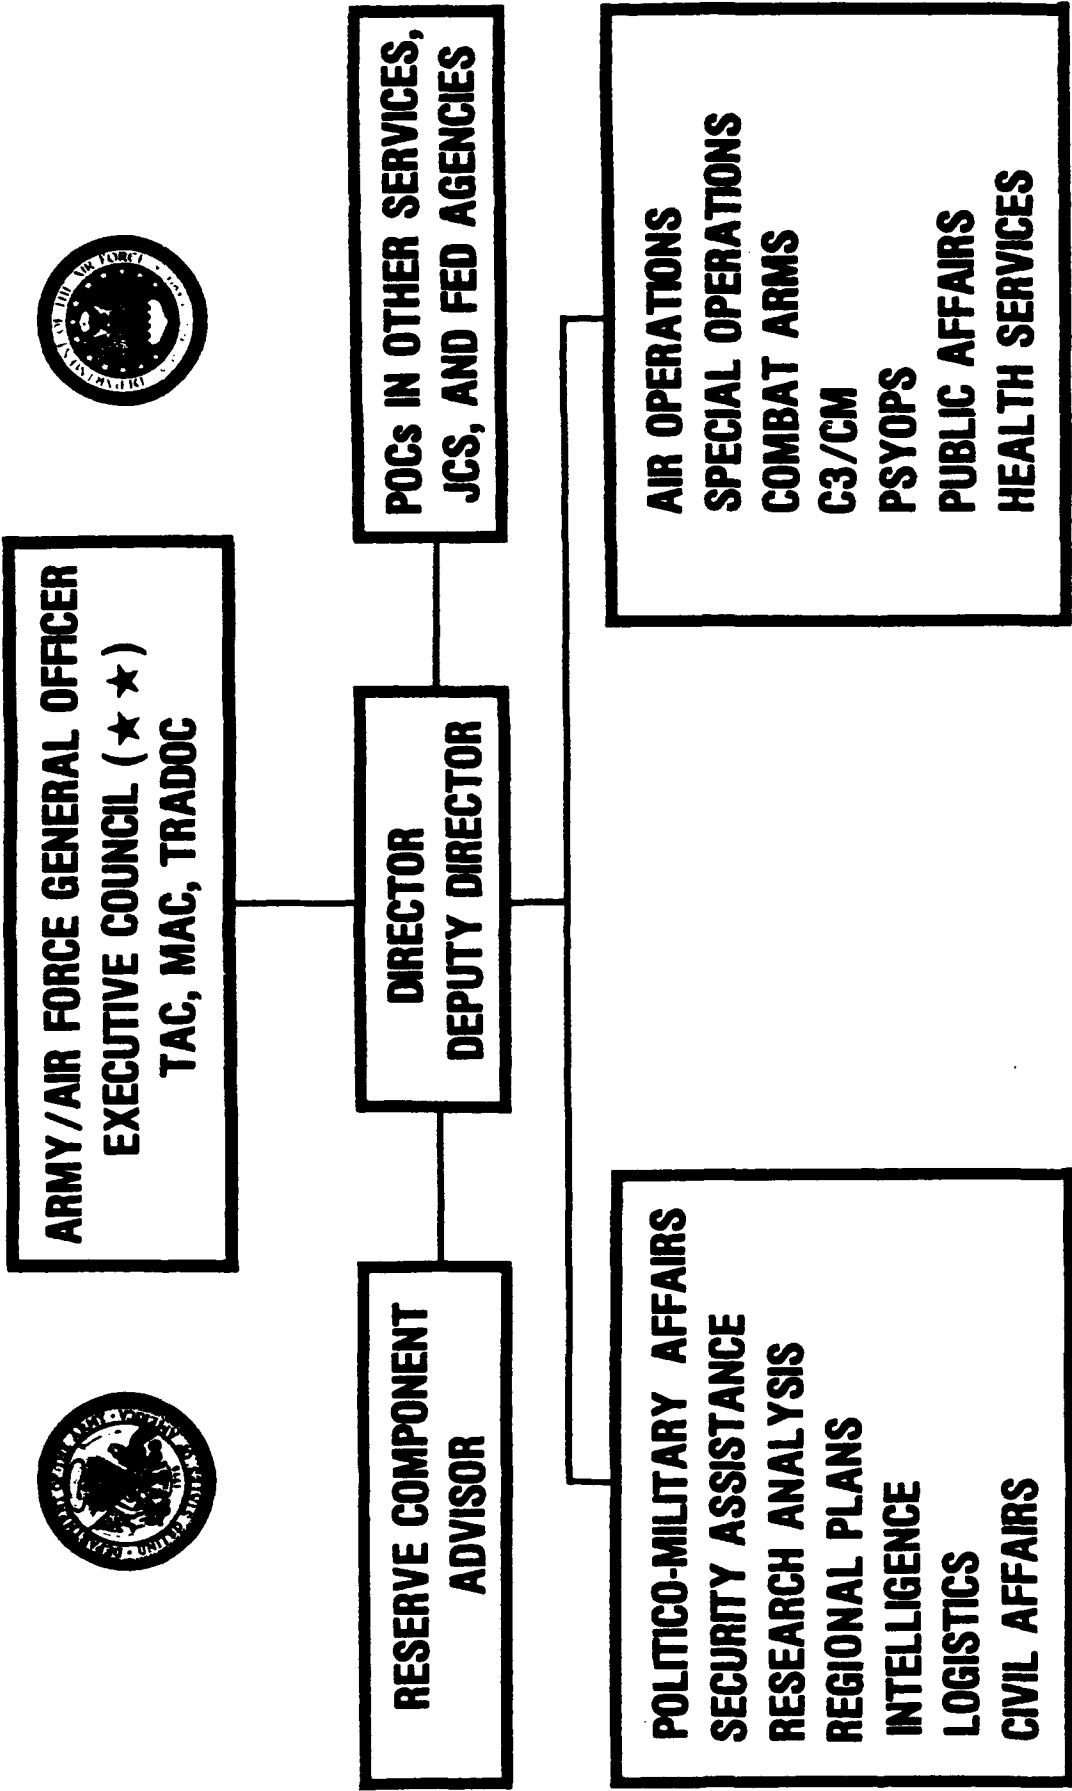 ARMY/AIR FORCE GENERAL OFFICER
EXECUTIVE COUNCIL (★ ★)
TAC, MAC, TRADOC
RESERVE COMPONENT
ADVISOR
DIRECTOR
DEPUTY DIRECTOR
POCs IN OTHER SERVICES,
JCS, AND FED AGENCIES
POLITICO-MILITARY AFFAIRS
SECURITY ASSISTANCE
RESEARCH ANALYSIS
REGIONAL PLANS
INTELLIGENCE
LOGISTICS
CIVIL AFFAIRS
AIR OPERATIONS
SPECIAL OPERATIONS
COMBAT ARMS
C3/CM
PSYOPS
PUBLIC AFFAIRS
HEALTH SERVICES